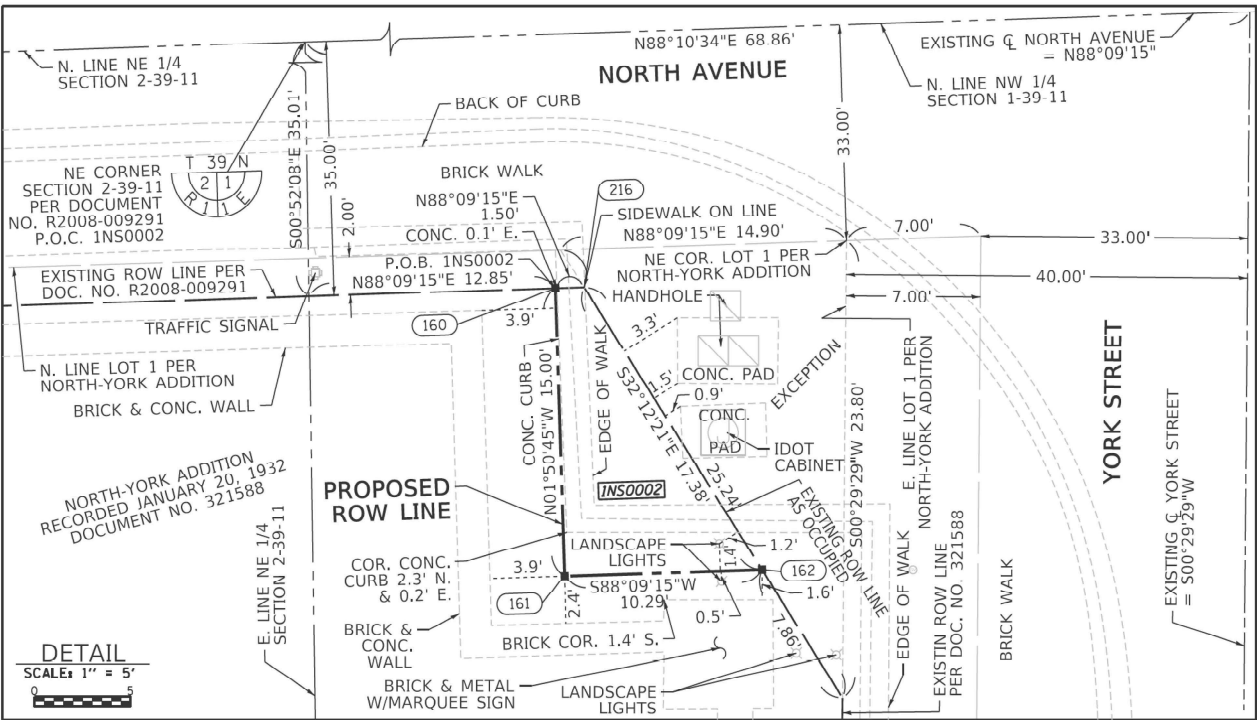 N88°10'34"E 68.86'
EXISTING ℄ NORTH AVENUE
= N88°09'15"
N. LINE NE 1/4
SECTION 2-39-11
NORTH AVENUE
N. LINE NW 1/4
SECTION 1-39-11
BACK OF CURB
S00°52'08"E 35.01'
35.00'
33.00'
T 39 N
2 1
R 11 E
NE CORNER
SECTION 2-39-11
PER DOCUMENT
NO. R2008-009291
P.O.C. 1NS0002
BRICK WALK
N88°09'15"E
1.50'
216
SIDEWALK ON LINE
N88°09'15"E 14.90'
7.00'
2.00'
CONC. 0.1' E.
P.O.B. 1NS0002
N88°09'15"E 12.85'
NE COR. LOT 1 PER
NORTH-YORK ADDITION
33.00'
40.00'
EXISTING ROW LINE PER
DOC. NO. R2008-009291
HANDHOLE
7.00'
TRAFFIC SIGNAL
160
3.9'
3.3'
N. LINE LOT 1 PER
NORTH-YORK ADDITION
BRICK & CONC. WALL
CONC. CURB
N01°50'45"W 15.00'
EDGE OF WALK
S32°12'21"E 17.38'
25.24'
1.5'
CONC. PAD
0.9'
CONC.
PAD
EXCEPTION
IDOT
CABINET
S00°29'29"W 23.80'
E. LINE LOT 1 PER
NORTH-YORK ADDITION
YORK STREET
NORTH-YORK ADDITION
RECORDED JANUARY 20, 1932
DOCUMENT NO. 321588
PROPOSED
ROW LINE
1NS0002
EXISTING ROW LINE
AS OCCUPIED
E. LINE NE 1/4
SECTION 2-39-11
COR. CONC.
CURB 2.3' N.
& 0.2' E.
LANDSCAPE
LIGHTS
1.4'
1.2'
162
3.9'
S88°09'15"W
10.29'
161
2.4'
0.5'
1.6'
BRICK COR. 1.4' S.
BRICK &
CONC.
WALL
7.86'
EDGE OF WALK
EXISTIN ROW LINE
PER DOC. NO. 321588
BRICK WALK
EXISTING ℄ YORK STREET
= S00°29'29"W
BRICK & METAL
W/MARQUEE SIGN
LANDSCAPE
LIGHTS
DETAIL
SCALE: 1" = 5'
0 5